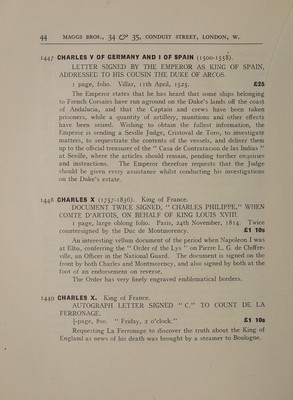 44 MAGGS BROS., 34 & 35, CONDUIT STREET, LONDON, W.
1447 CHARLES V OF GERMANY AND I OF SPAIN (1500-1558).
LETTER SIGNED BY THE EMPEROR AS KING OF SPAIN,
ADDRESSED TO HIS COUSIN THE DUKE OF ARCOS.
1 page, folio. Villar, 11th April, 1525. £25
The Emperor states that he has heard that some ships belonging
to French Corsairs have run aground on the Duke's lands off the coast
of Andalucia, and that the Captain and crews have been taken
prisoners, while a quantity of artillery, munitions and other effects
have been seized. Wishing to obtain the fullest information, the
Emperor is sending a Seville Judge, Cristoval de Toro, to investigate
matters, to sequestrate the contents of the vessels, and deliver them
up to the official treasurer of the " Casa de Contratacion de las Indias "
at Seville, where the articles should remain, pending further enquiries
and instructions. The Emperor therefore requests that the Judge
should be given every assistance whilst conducting his investigations
on the Duke's estate.
1448 CHARLES X (1757-1836). King of France.
DOCUMENT TWICE SIGNED, " CHARLES PHILIPPE," WHEN
COMTE D'ARTOIS, ON BEHALF OF KING LOUIS XVIII.
1 page, large oblong folio. Paris, 24th November, 1814. Twice
countersigned by the Duc de Montmorency. £1 10s
An interesting vellum document of the period when Napoleon I was
at Elba, conferring the " Order of the Lys " on Pierre L. G. de Chiffre-
ville, an Officer in the National Guard. The document is signed on the
front by both Charles and Montmorency, and also signed by both at the
foot of an endorsement on reverse.
The Order has very finely engraved emblematical borders.
1449 CHARLES X. King of France.
AUTOGRAPH LETTER SIGNED " C." TO COUNT DE LA
FERRONAGE.
½-page, 8vo. " Friday, 2 o'clock." £1 10s
Requesting La Ferronage to discover the truth about the King of
England as news of his death was brought by a steamer to Boulogne.